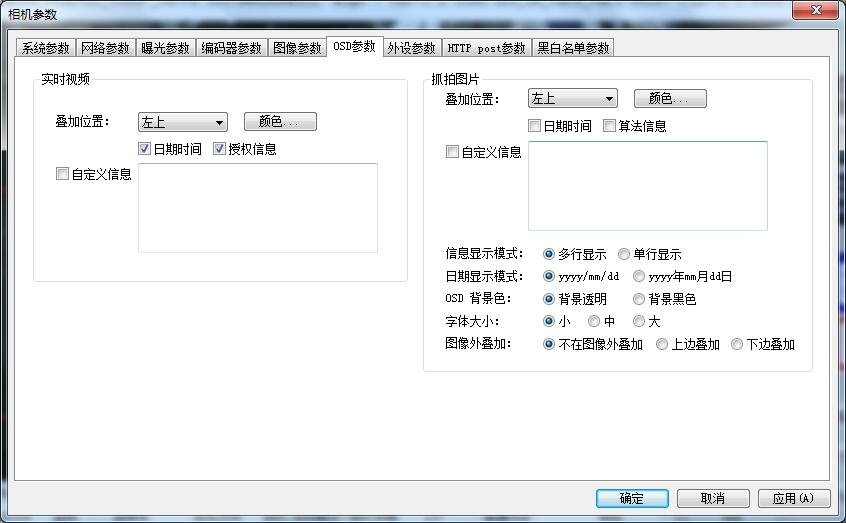 相机参数
系统参数 网络参数 曝光参数 编码器参数 图像参数 OSD参数 外设参数 HTTP post参数 黑白名单参数
实时视频
叠加位置： 左上 颜色...
日期时间 授权信息
自定义信息
抓拍图片
叠加位置： 左上 颜色...
日期时间 算法信息
自定义信息
信息显示模式： 多行显示 单行显示
日期显示模式： yyyy/mm/dd yyyy年mm月dd日
OSD 背景色： 背景透明 背景黑色
字体大小： 小 中 大
图像外叠加： 不在图像外叠加 上边叠加 下边叠加
确定 取消 应用(A)